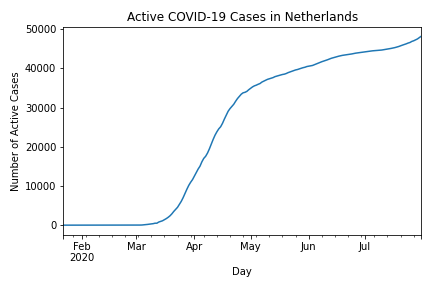 Active COVID-19 Cases in Netherlands
Number of Active Cases
50000
40000
30000
20000
10000
0
Feb Mar Apr May Jun Jul
2020
Day